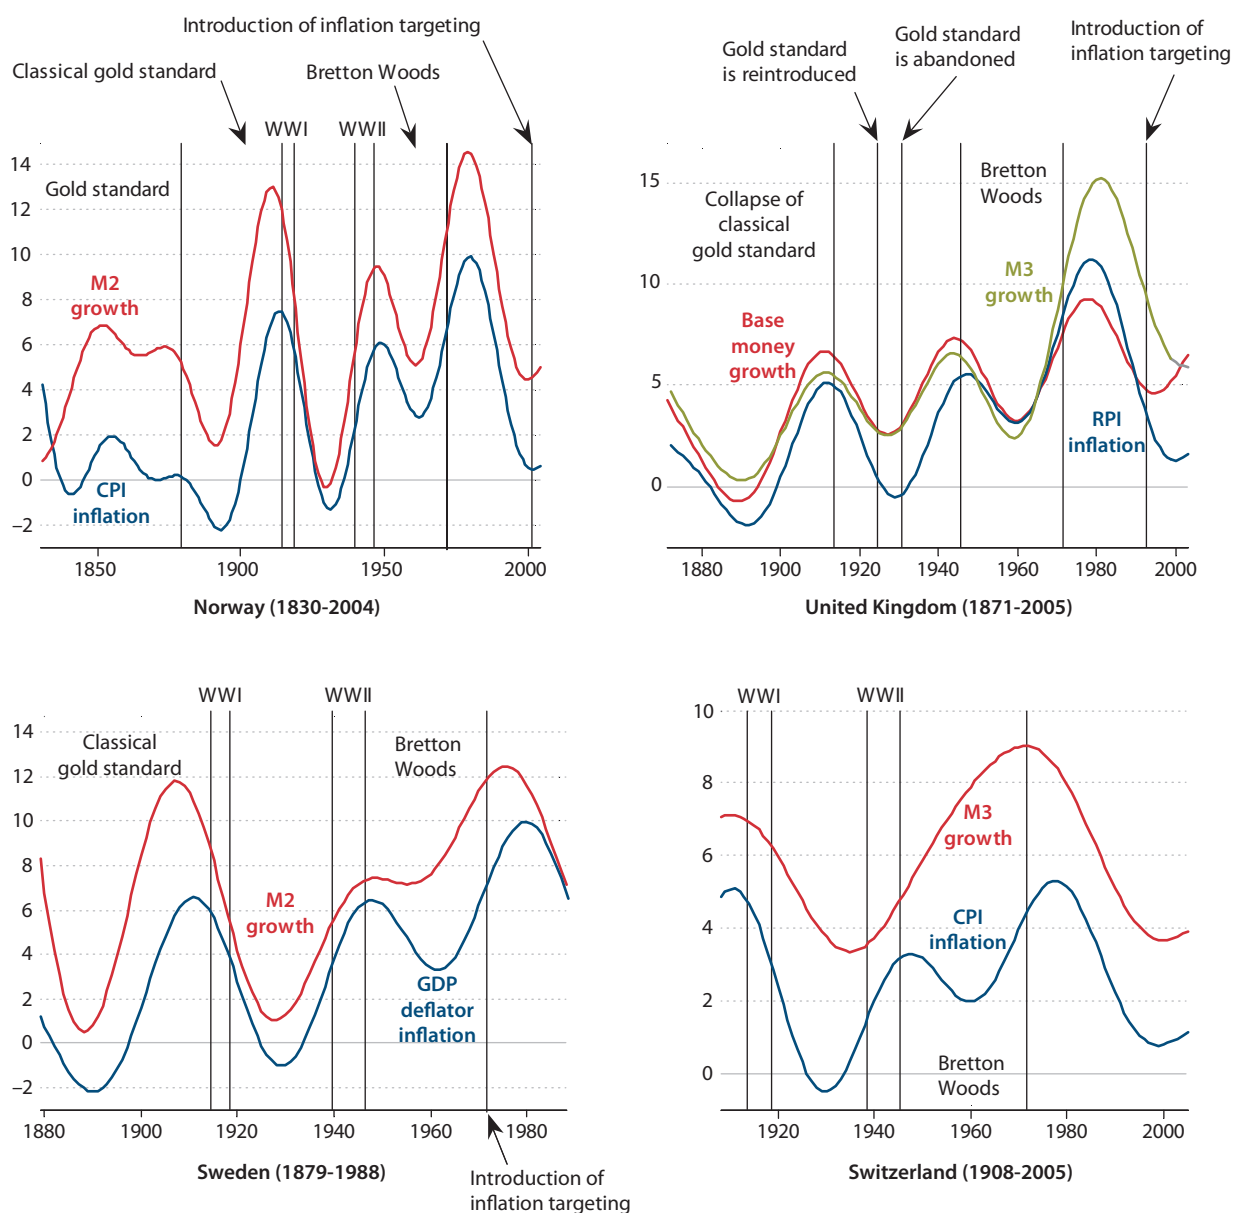 Introduction of inflation targeting
Classical gold standard
Bretton Woods
WWI
WWII
14
12
10
8
6
4
2
0
–2
Gold standard
M2
growth
CPI
inflation
1850
1900
1950
2000
Norway (1830-2004)
Gold standard
is reintroduced
Gold standard
is abandoned
Introduction of
inflation targeting
15
10
5
0
Collapse of
classical
gold standard
Bretton
Woods
M3
growth
Base
money
growth
RPI
inflation
1880
1900
1920
1940
1960
1980
2000
United Kingdom (1871-2005)
WWI
WWII
14
12
10
8
6
4
2
0
–2
Classical
gold standard
Bretton
Woods
M2
growth
GDP
deflator
inflation
1880
1900
1920
1940
1960
1980
Sweden (1879-1988)
Introduction of
inflation targeting
WWI
WWII
10
8
6
4
2
0
M3
growth
CPI
inflation
Bretton
Woods
1920
1940
1960
1980
2000
Switzerland (1908-2005)